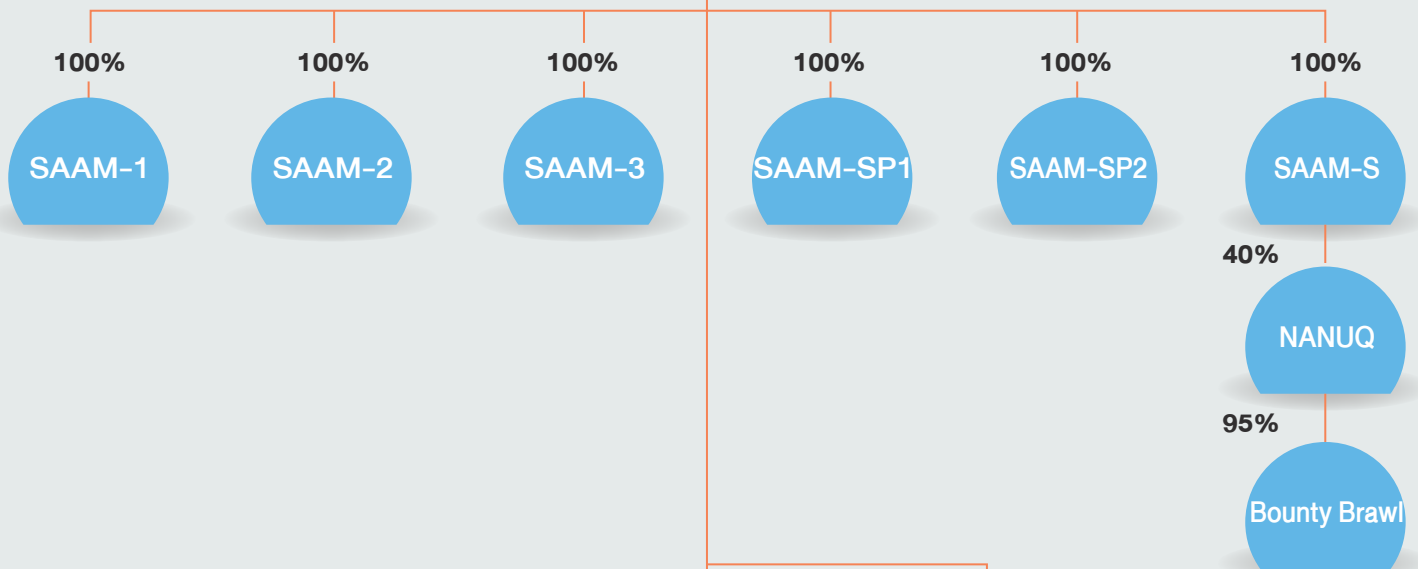 100% 100% 100% 100% 100% 100%
SAAM-1 SAAM-2 SAAM-3 SAAM-SP1 SAAM-SP2 SAAM-S
40%
NANUQ
95%
Bounty Brawl